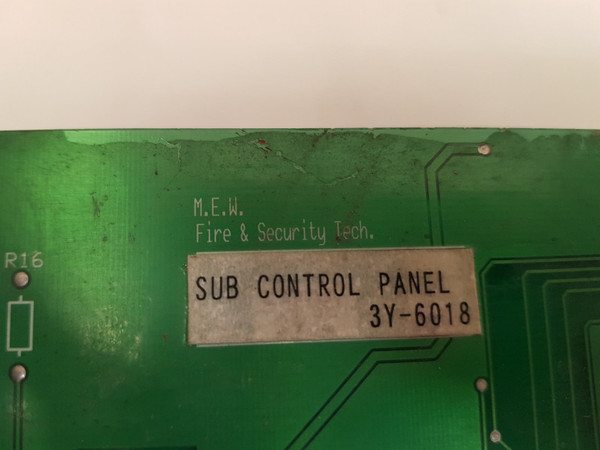 M.E.W.
Fire & Security Tech.
R16
SUB CONTROL PANEL
3Y-6018